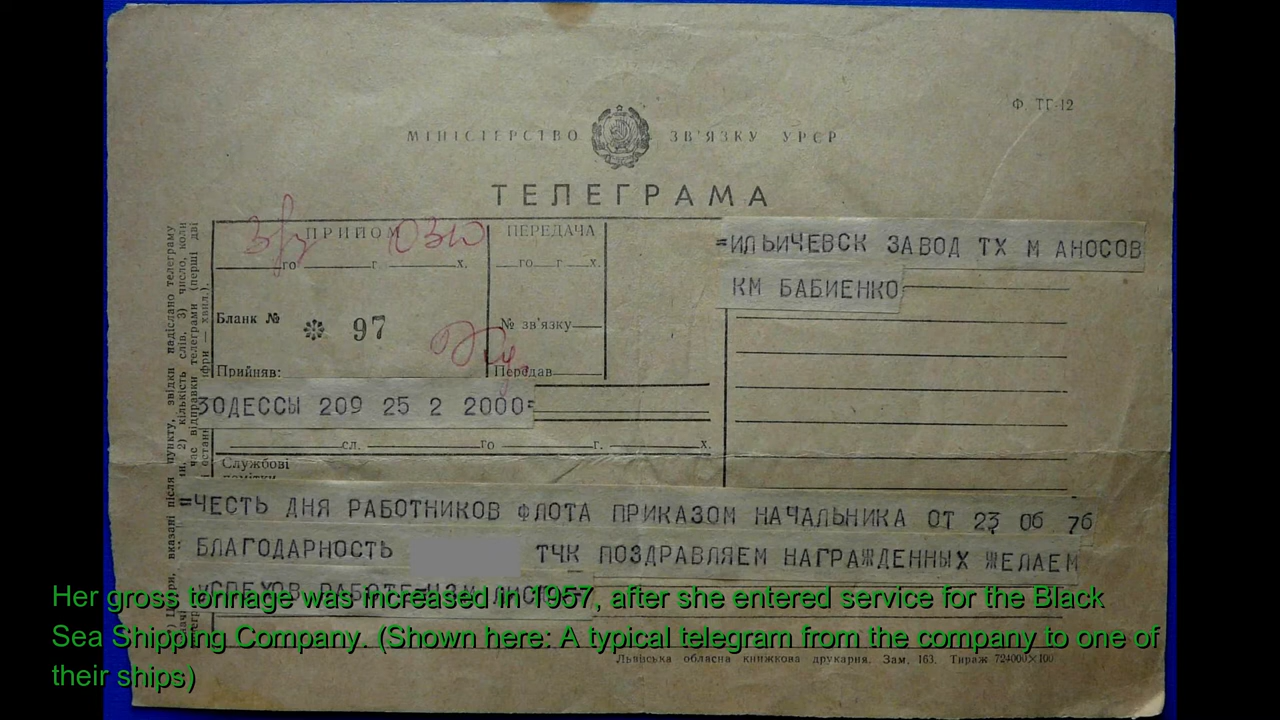 Ф. ТГ-12
МІНІСТЕРСТВО ЗВ'ЯЗКУ УРСР
ТЕЛЕГРАМА
ПРИЙОМ
го г. х.
Бланк № * 97
Прийняв:
ПЕРЕДАЧА
го г х.
№ зв'язку
Передав
=ИЛЬИЧЕВСК ЗАВОД ТХ М АНОСОВ
КМ БАБИЕНКО
ЗОДЕССЫ 209 25 2 2000=
сл. го г. х.
Службові
=ЧЕСТЬ ДНЯ РАБОТНИКОВ ФЛОТА ПРИКАЗОМ НАЧАЛЬНИКА ОТ 23 06 76
БЛАГОДАРНОСТЬ ТЧК ПОЗДРАВЛЯЕМ НАГРАЖДЕННЫХ ЖЕЛАЕМ
УСПЕХОВ РАБОТЕ
Her gross tonnage was increased in 1957, after she entered service for the Black
Sea Shipping Company. (Shown here: A typical telegram from the company to one of
their ships)
Львівська обласна книжкова друкарня. Зам. 163. Тираж 724000×100